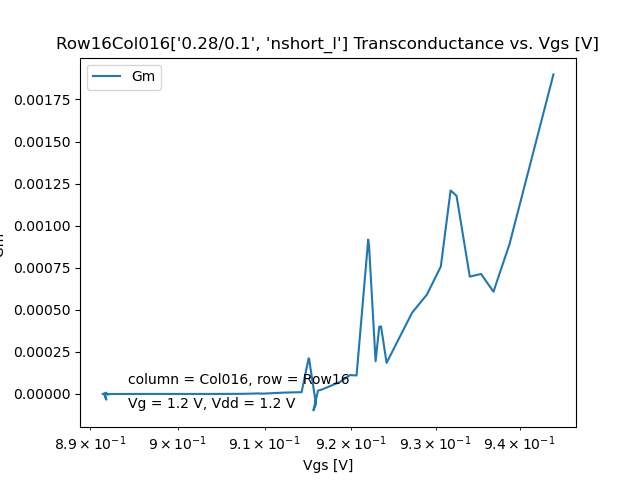 Row16Col016['0.28/0.1', 'nshort_l'] Transconductance vs. Vgs [V]
Gm
0.00175
0.00150
0.00125
0.00100
0.00075
0.00050
0.00025
0.00000
Gm
column = Col016, row = Row16
Vg = 1.2 V, Vdd = 1.2 V
8.9 × 10⁻¹ 9 × 10⁻¹ 9.1 × 10⁻¹ 9.2 × 10⁻¹ 9.3 × 10⁻¹ 9.4 × 10⁻¹
Vgs [V]